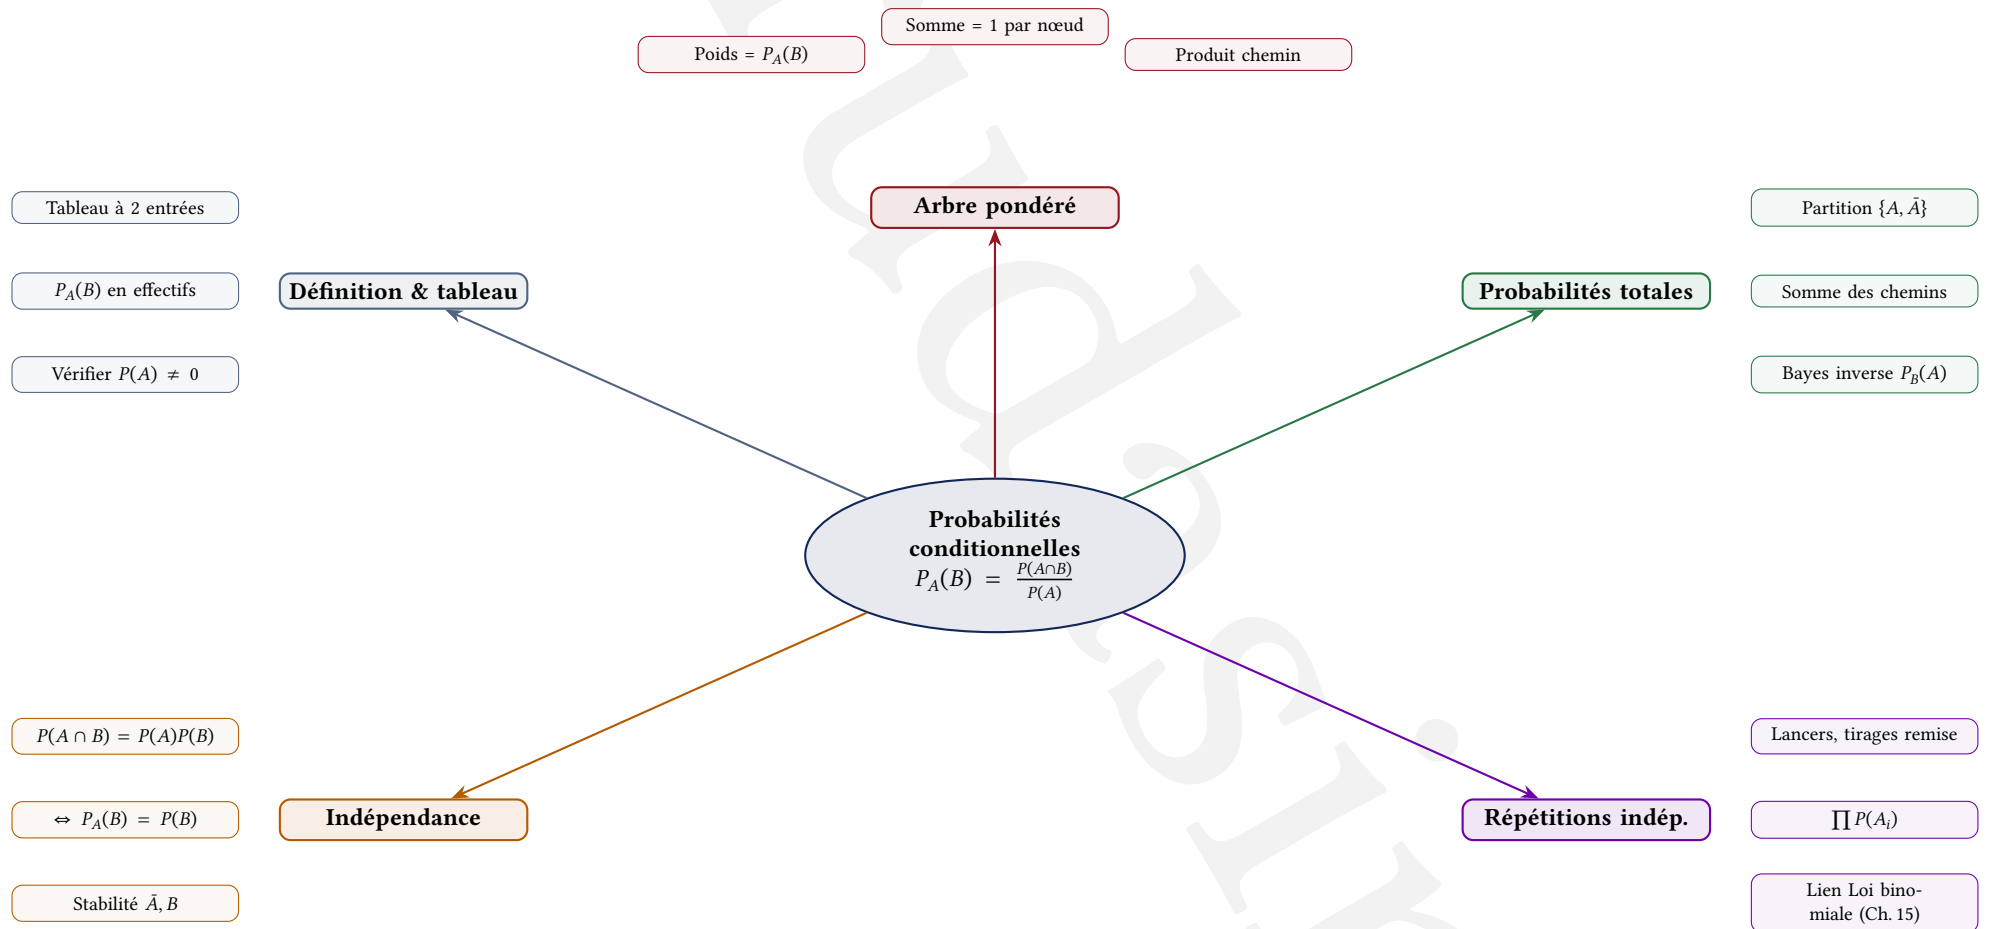 Somme = 1 par nœud
Poids = P_A(B)
Produit chemin
Arbre pondéré
Tableau à 2 entrées
P_A(B) en effectifs
Vérifier P(A) ≠ 0
Définition & tableau
Probabilités totales
Partition {A, Ā}
Somme des chemins
Bayes inverse P_B(A)
Probabilités
conditionnelles
P_A(B) = P(A∩B)/P(A)
P(A ∩ B) = P(A)P(B)
⇔ P_A(B) = P(B)
Stabilité Ā, B
Indépendance
Répétitions indép.
Lancers, tirages remise
∏ P(A_i)
Lien Loi bino-
miale (Ch. 15)